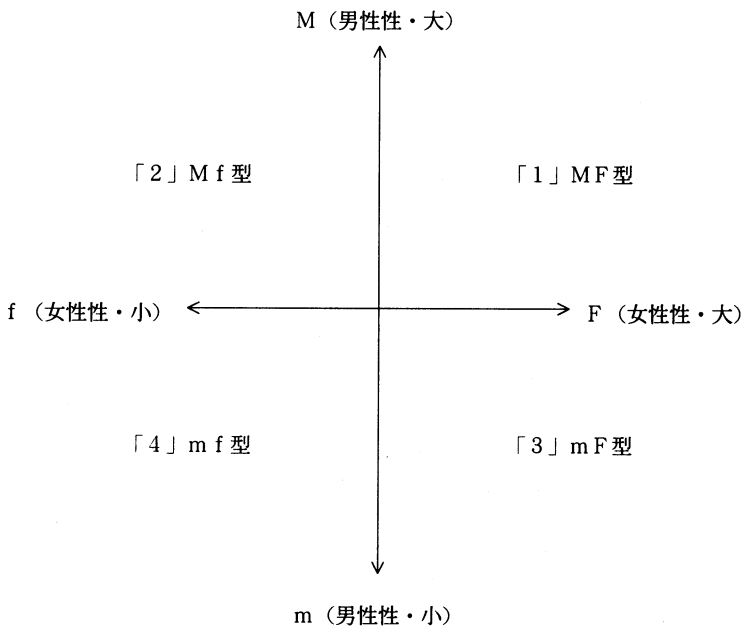 M（男性性・大）
「2」Mf型
「1」MF型
f（女性性・小）
F（女性性・大）
「4」mf型
「3」mF型
m（男性性・小）